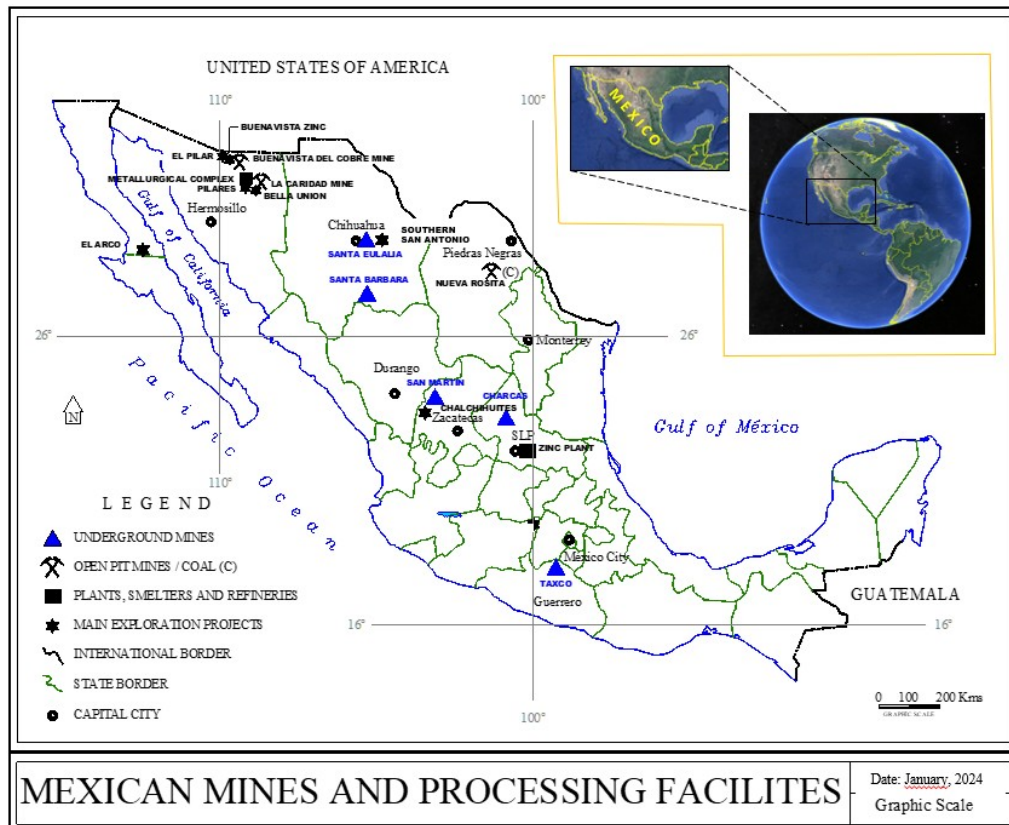 UNITED STATES OF AMERICA
110°
100°
MEXICO
BUENAVISTA ZINC
EL PILAR
BUENAVISTA DEL COBRE MINE
METALLURGICAL COMPLEX
LA CARIDAD MINE
PILARES
BELLA UNION
Hermosillo
Gulf of California
EL ARCO
Chihuahua
SOUTHERN
SAN ANTONIO
SANTA EULALIA
Piedras Negras
(C)
NUEVA ROSITA
SANTA BARBARA
26°
26°
Monterrey
Pacific Ocean
Durango
SAN MARTIN
CHARCAS
CHALCHIHUITES
Zacatecas
N
Gulf of México
SLP
ZINC PLANT
110°
LEGEND
UNDERGROUND MINES
OPEN PIT MINES / COAL (C)
PLANTS, SMELTERS AND REFINERIES
MAIN EXPLORATION PROJECTS
INTERNATIONAL BORDER
STATE BORDER
CAPITAL CITY
Mexico City
TAXCO
Guerrero
GUATEMALA
16°
16°
100°
0 100 200 Kms
GRAPHIC SCALE
MEXICAN MINES AND PROCESSING FACILITES
Date: January, 2024
Graphic Scale